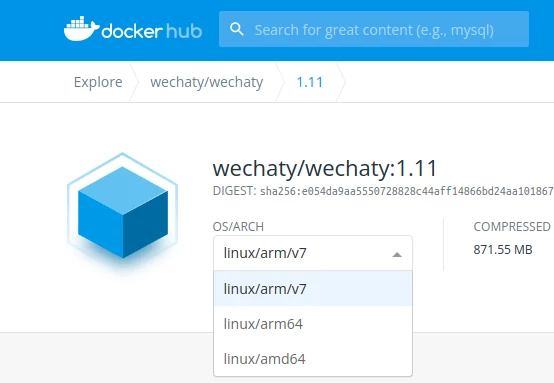 docker hub
Search for great content (e.g., mysql)
Explore wechaty/wechaty 1.11
wechaty/wechaty:1.11
DIGEST: sha256:e054da9aa5550728828c44aff14866bd24aa101867
OS/ARCH
linux/arm/v7
linux/arm/v7
linux/arm64
linux/amd64
COMPRESSED
871.55 MB